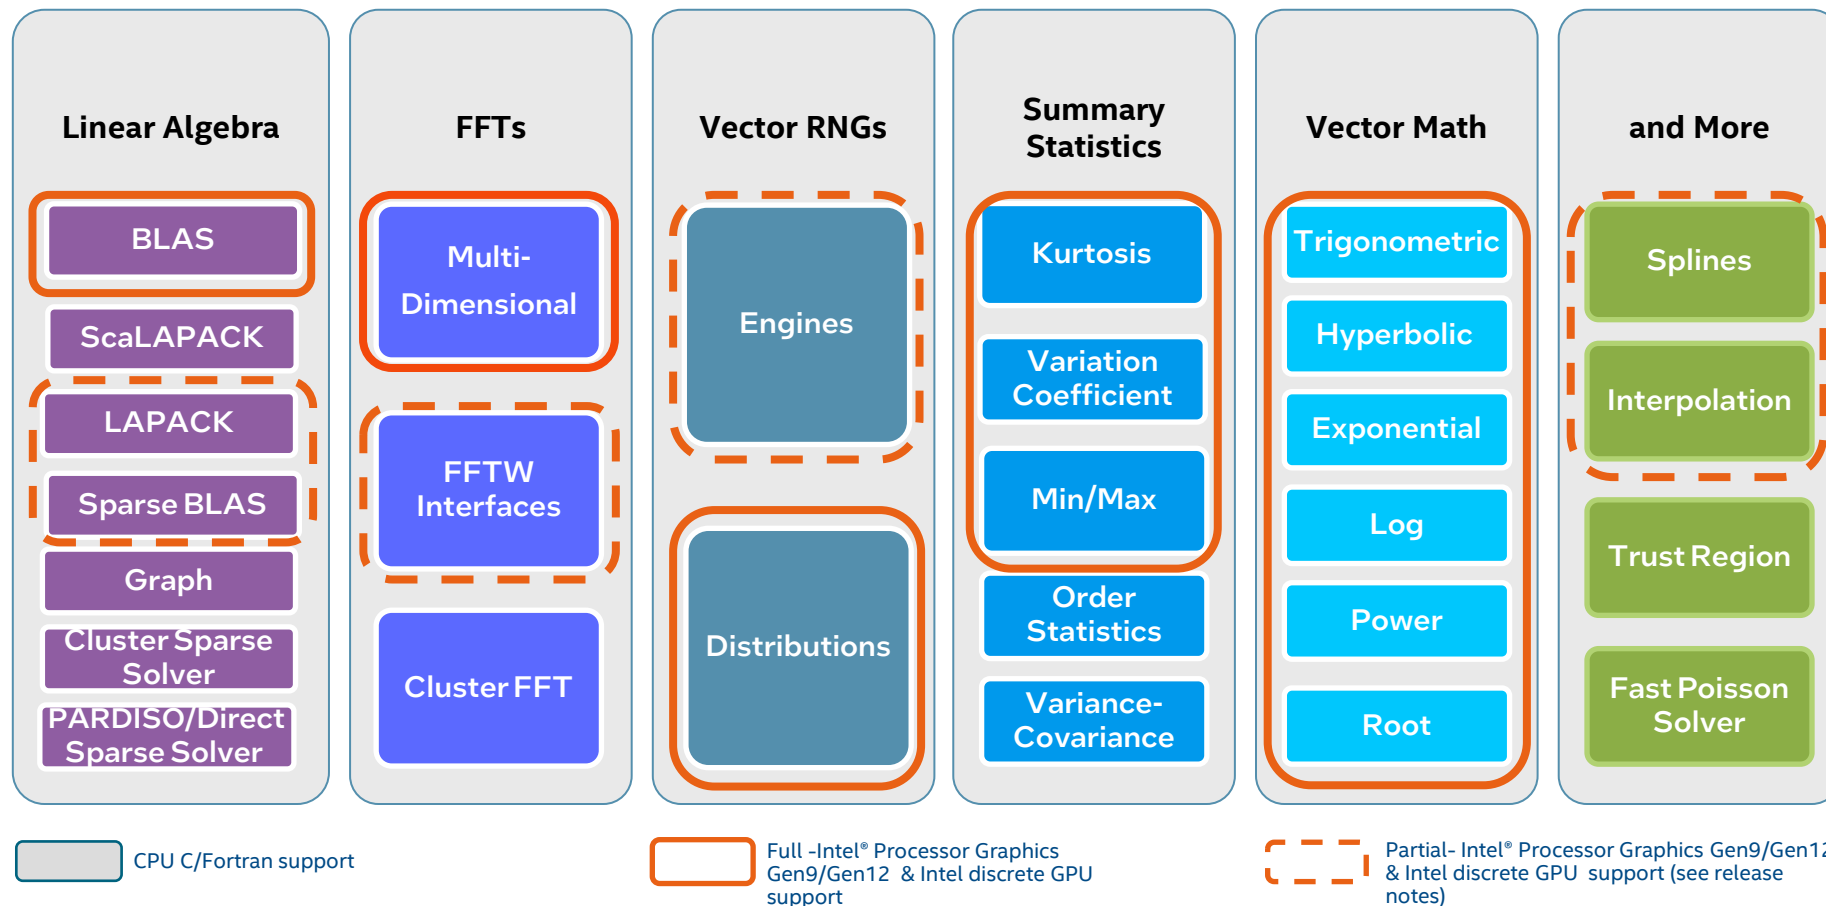 Linear Algebra
BLAS
ScaLAPACK
LAPACK
Sparse BLAS
Graph
Cluster Sparse
Solver
PARDISO/Direct
Sparse Solver
FFTs
Multi-
Dimensional
FFTW
Interfaces
Cluster FFT
Vector RNGs
Engines
Distributions
Summary
Statistics
Kurtosis
Variation
Coefficient
Min/Max
Order
Statistics
Variance-
Covariance
Vector Math
Trigonometric
Hyperbolic
Exponential
Log
Power
Root
and More
Splines
Interpolation
Trust Region
Fast Poisson
Solver
CPU C/Fortran support
Full -Intel® Processor Graphics
Gen9/Gen12 & Intel discrete GPU
support
Partial- Intel® Processor Graphics Gen9/Gen12
& Intel discrete GPU support (see release
notes)